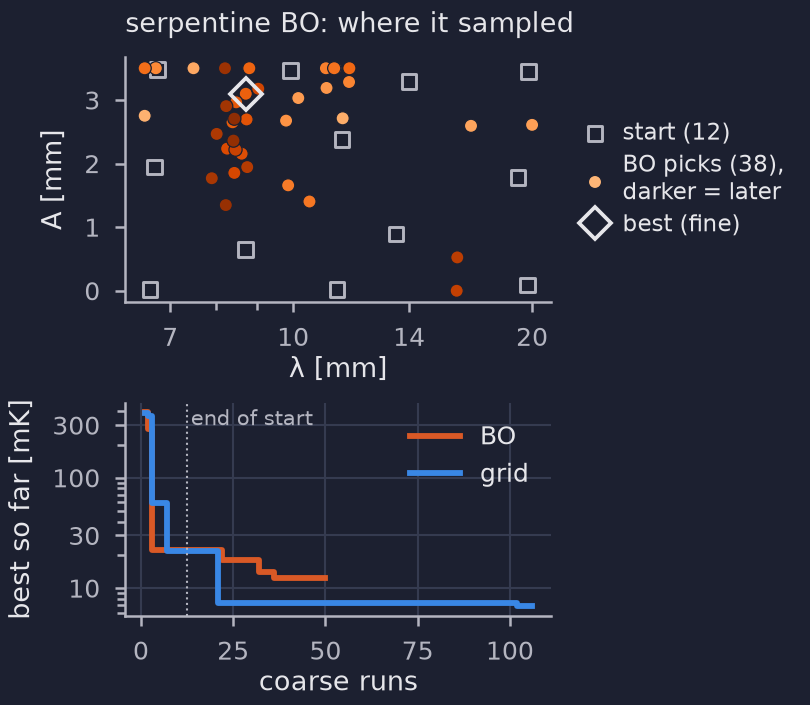 serpentine BO: where it sampled
A [mm]
3
2
1
0
7
10
14
20
λ [mm]
start (12)
BO picks (38),
darker = later
best (fine)
best so far [mK]
300
100
30
10
end of start
BO
grid
0
25
50
75
100
coarse runs